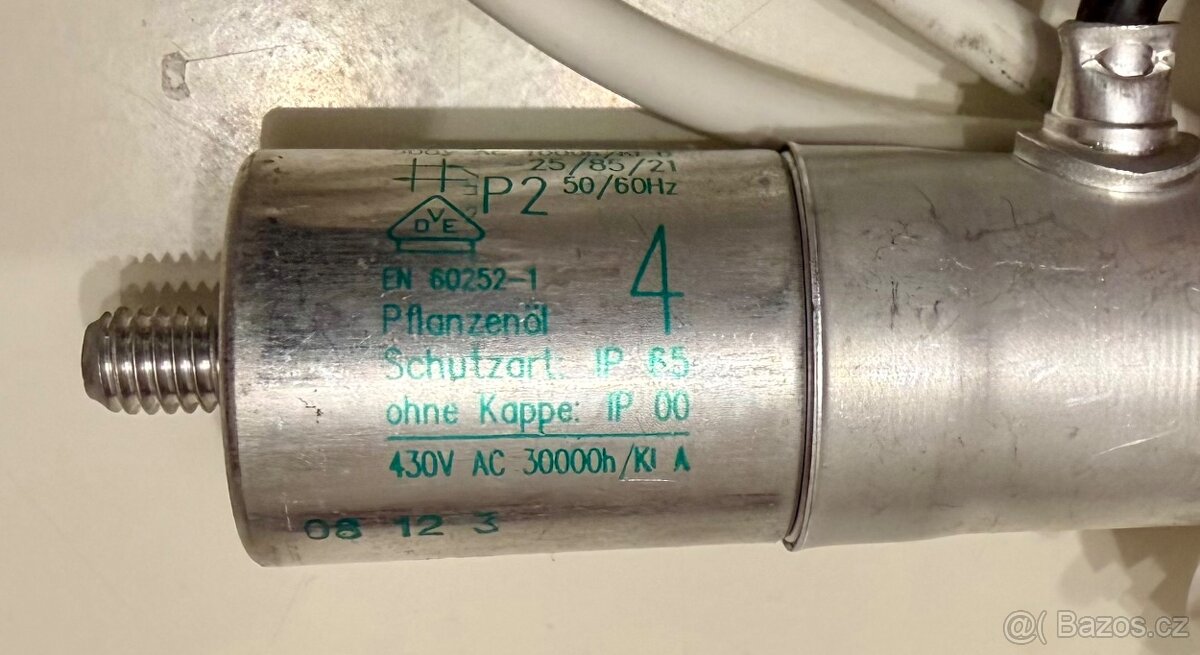 25/85/21
P2 50/60Hz
DVE
4
EN 60252-1
Pflanzenöl
Schutzart: IP 65
ohne Kappe: IP 00
430V AC 30000h/Kl A
08 12 3
@( Bazos.cz